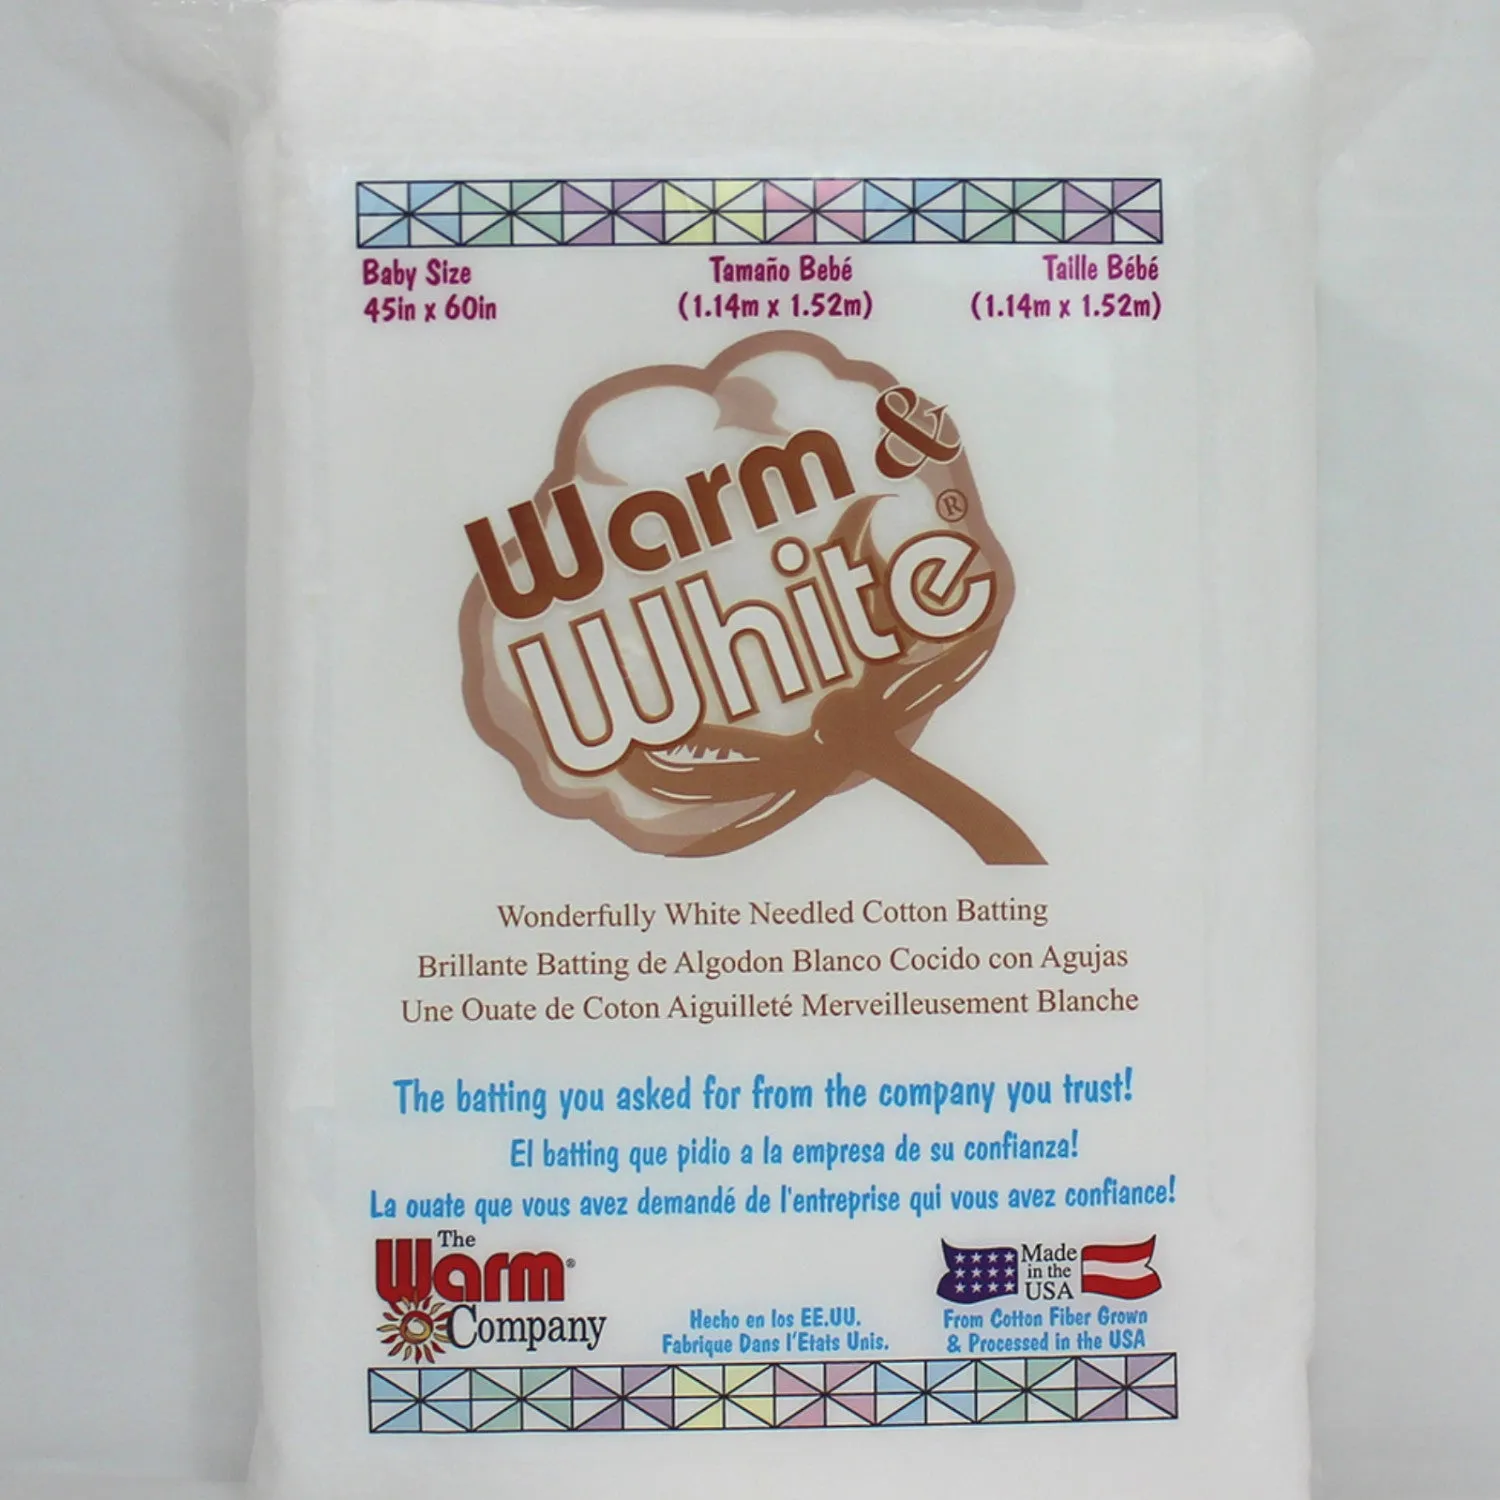 Baby Size
45in x 60in
Tamaño Bebé
(1.14m x 1.52m)
Taille Bébé
(1.14m x 1.52m)
Warm &
White®
Wonderfully White Needled Cotton Batting
Brillante Batting de Algodon Blanco Cocido con Agujas
Une Ouate de Coton Aiguilleté Merveilleusement Blanche
The batting you asked for from the company you trust!
El batting que pidio a la empresa de su confianza!
La ouate que vous avez demandé de l'entreprise qui vous avez confiance!
The
Warm®
Company
Hecho en los EE.UU.
Fabrique Dans l'Etats Unis.
Made
in the
USA
From Cotton Fiber Grown
& Processed in the USA